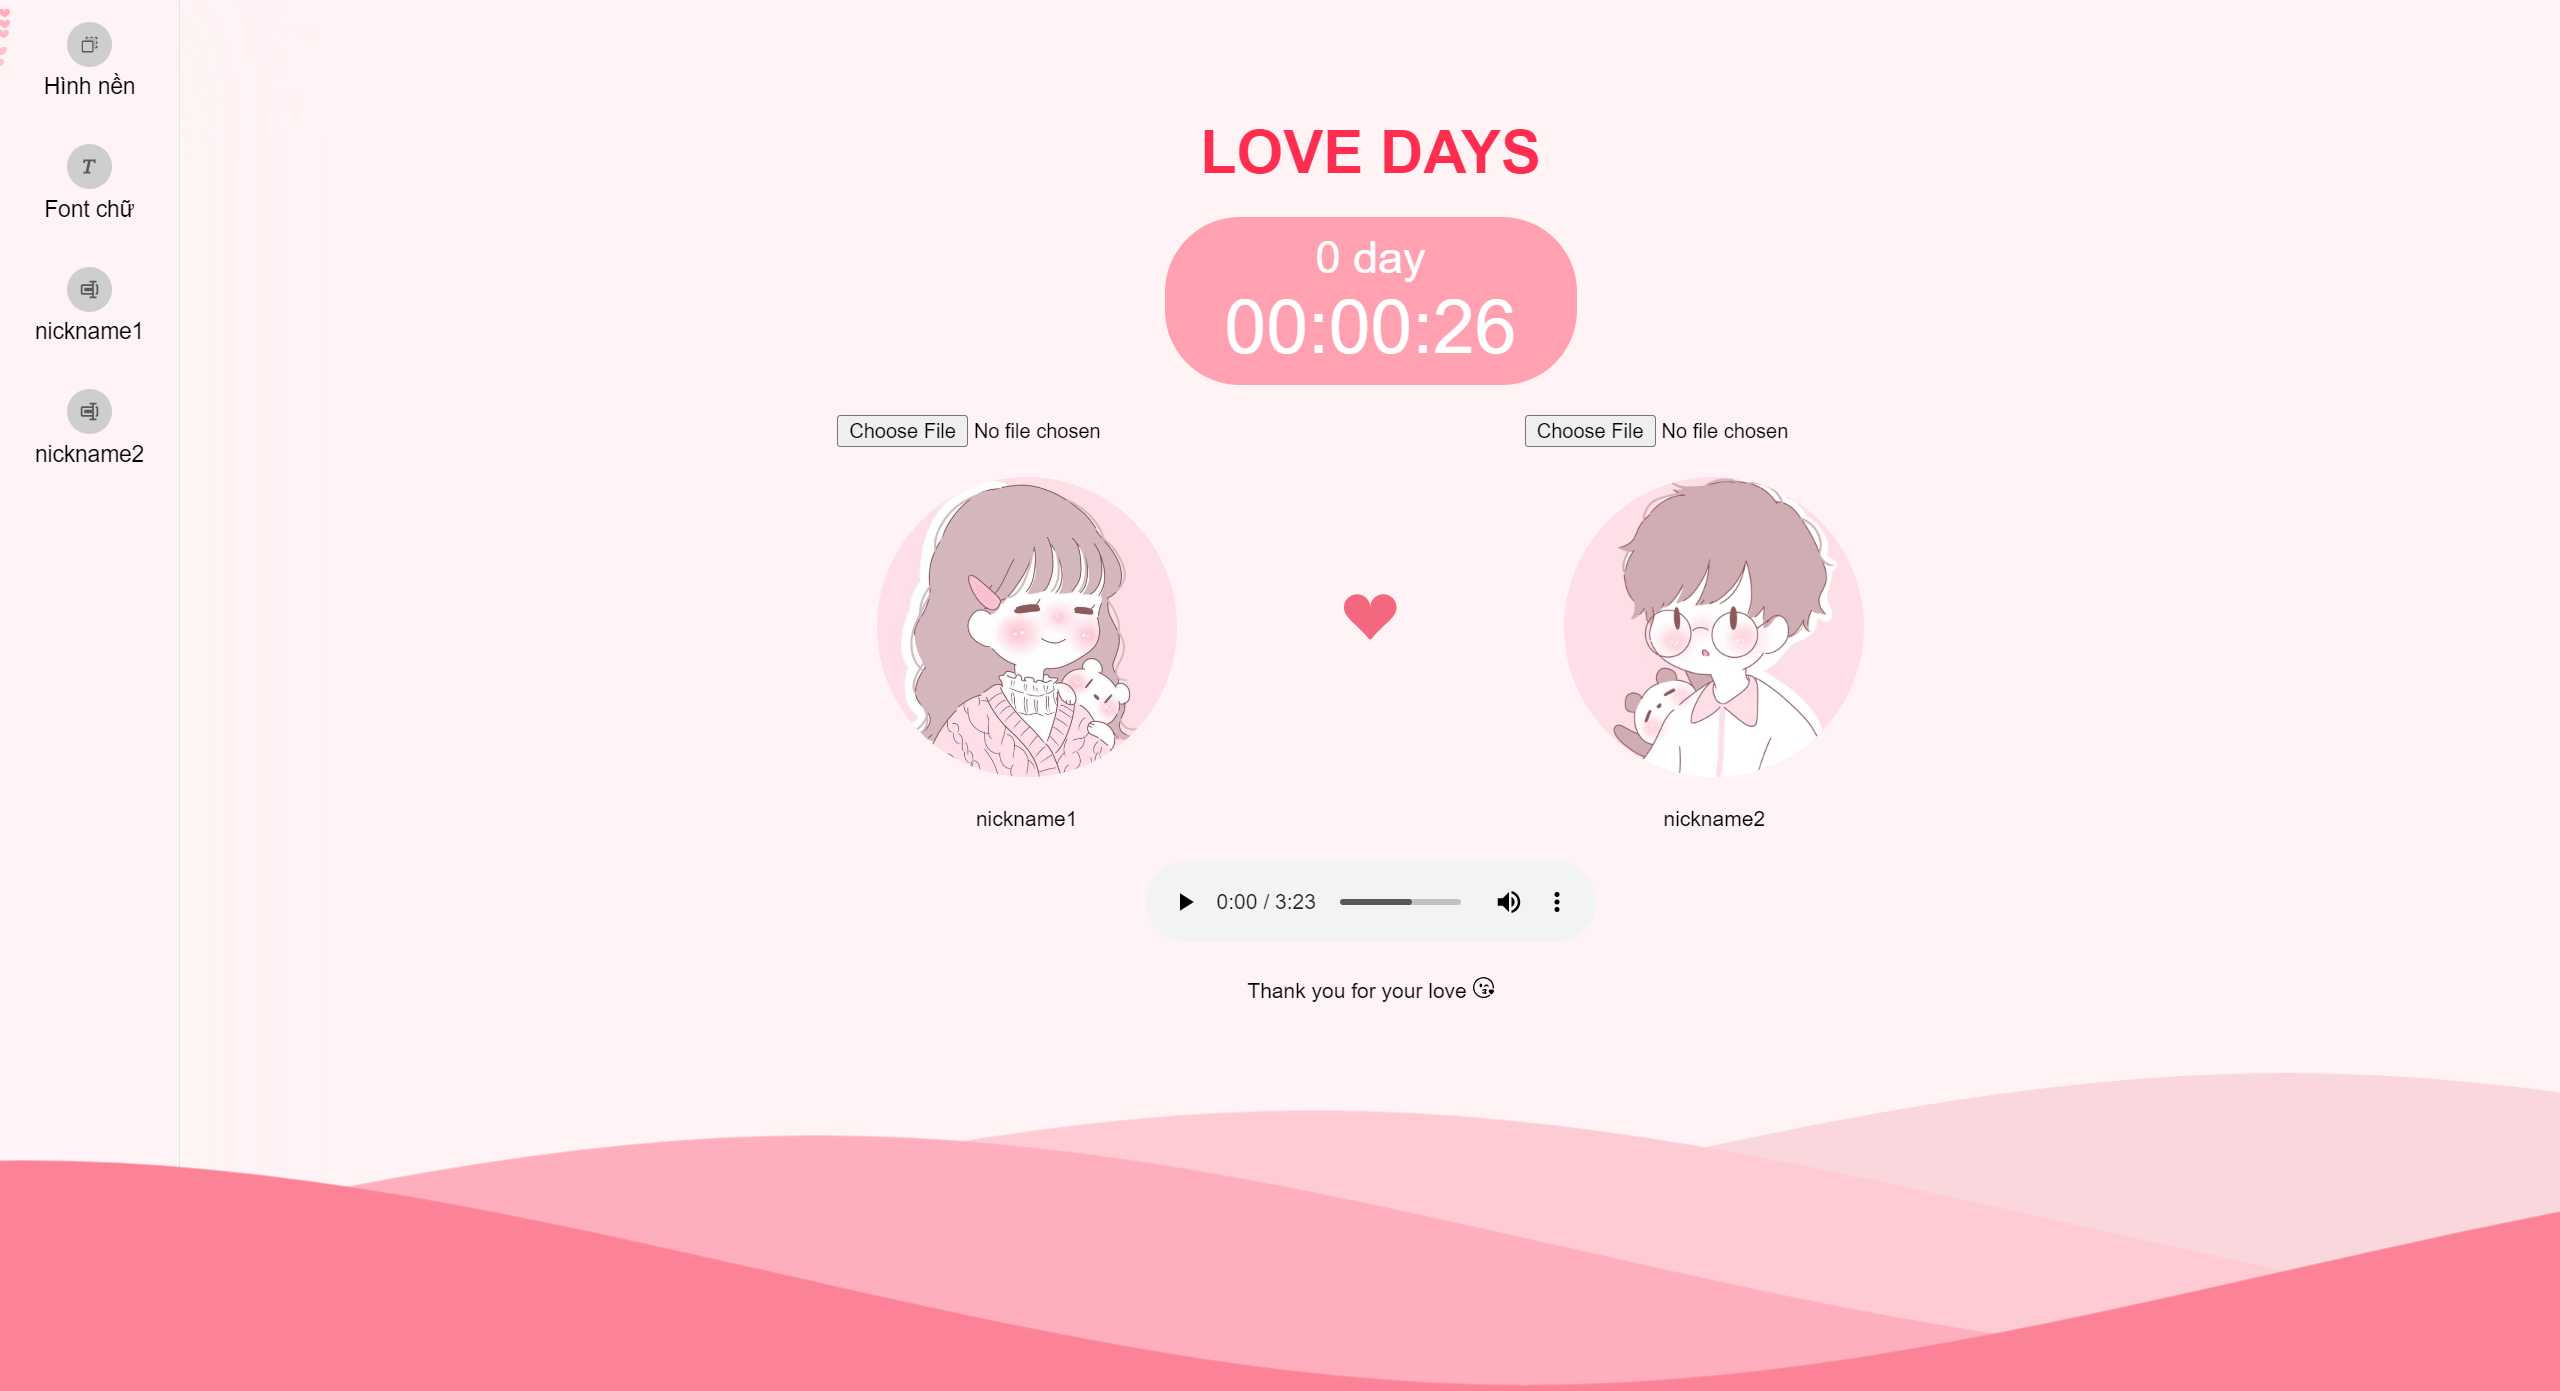 Hình nền
Font chữ
nickname1
nickname2
LOVE DAYS
0 day
00:00:26
Choose File No file chosen
Choose File No file chosen
nickname1
nickname2
0:00 / 3:23
Thank you for your love 😘